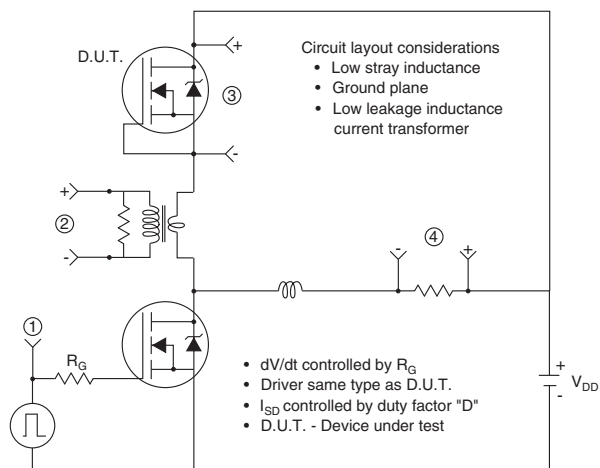 D.U.T.
+
Circuit layout considerations
• Low stray inductance
• Ground plane
• Low leakage inductance
current transformer
③
-
+
②
-
④
- +
①
R_G
• dV/dt controlled by R_G
• Driver same type as D.U.T.
• I_SD controlled by duty factor "D"
• D.U.T. - Device under test
+
V_DD
-